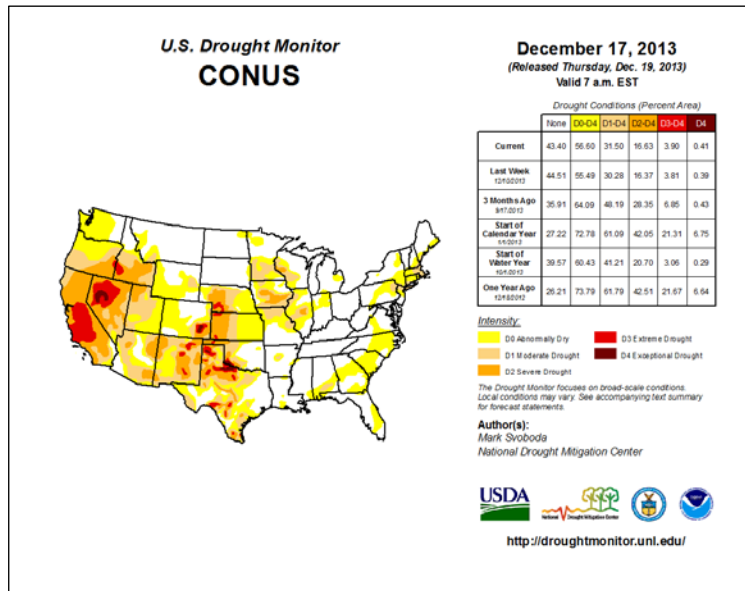 U.S. Drought Monitor
CONUS
December 17, 2013
(Released Thursday, Dec. 19, 2013)
Valid 7 a.m. EST
Drought Conditions (Percent Area)
None D0-D4 D1-D4 D2-D4 D3-D4 D4
Current 43.40 56.60 31.50 16.63 3.90 0.41
Last Week 12/10/2013 44.51 55.49 30.28 16.37 3.81 0.39
3 Months Ago 9/17/2013 35.91 64.09 48.19 28.35 6.85 0.43
Start of Calendar Year 1/1/2013 27.22 72.78 61.09 42.05 21.31 6.75
Start of Water Year 10/1/2013 39.57 60.43 41.21 20.70 3.06 0.29
One Year Ago 12/18/2012 26.21 73.79 61.79 42.51 21.67 6.64
Intensity:
D0 Abnormally Dry
D1 Moderate Drought
D2 Severe Drought
D3 Extreme Drought
D4 Exceptional Drought
The Drought Monitor focuses on broad-scale conditions.
Local conditions may vary. See accompanying text summary
for forecast statements.
Author(s):
Mark Svoboda
National Drought Mitigation Center
USDA
National Drought Mitigation Center
http://droughtmonitor.unl.edu/